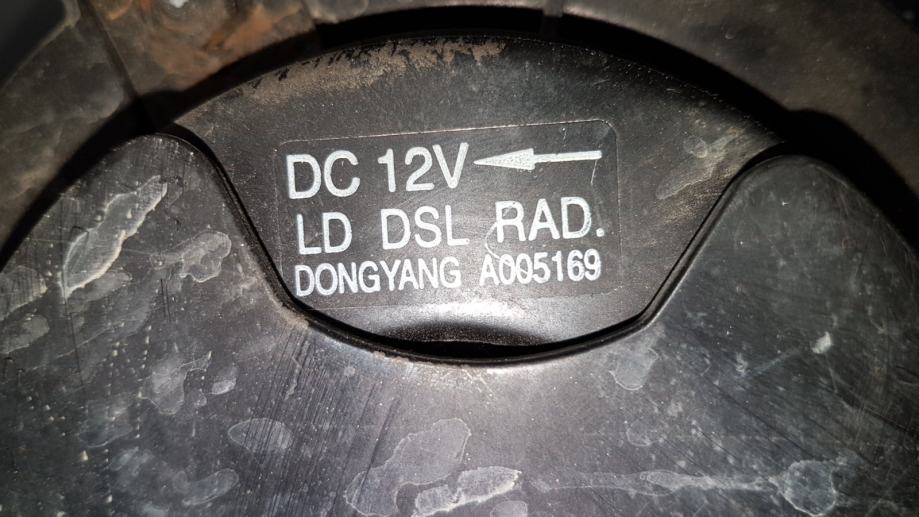 DC 12V
LD DSL RAD.
DONGYANG A005169